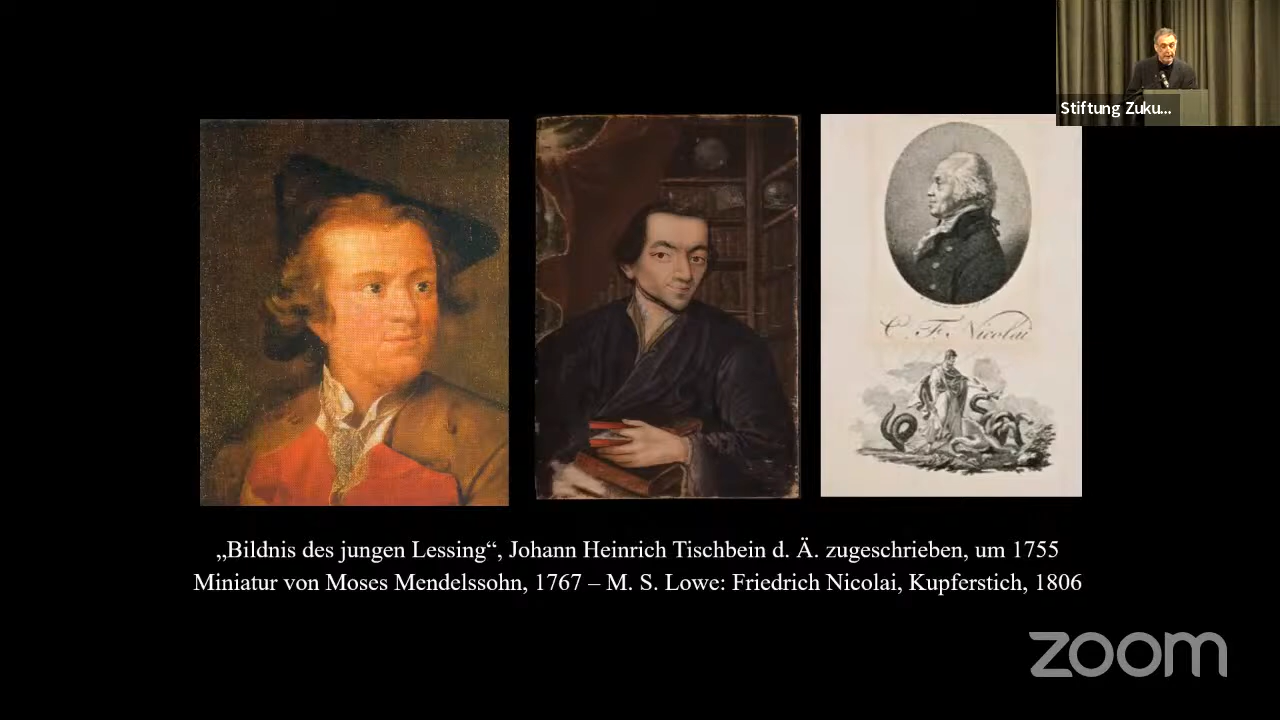 Stiftung Zuku...
C. F. Nicolai
„Bildnis des jungen Lessing“, Johann Heinrich Tischbein d. Ä. zugeschrieben, um 1755
Miniatur von Moses Mendelssohn, 1767 – M. S. Lowe: Friedrich Nicolai, Kupferstich, 1806
zoom